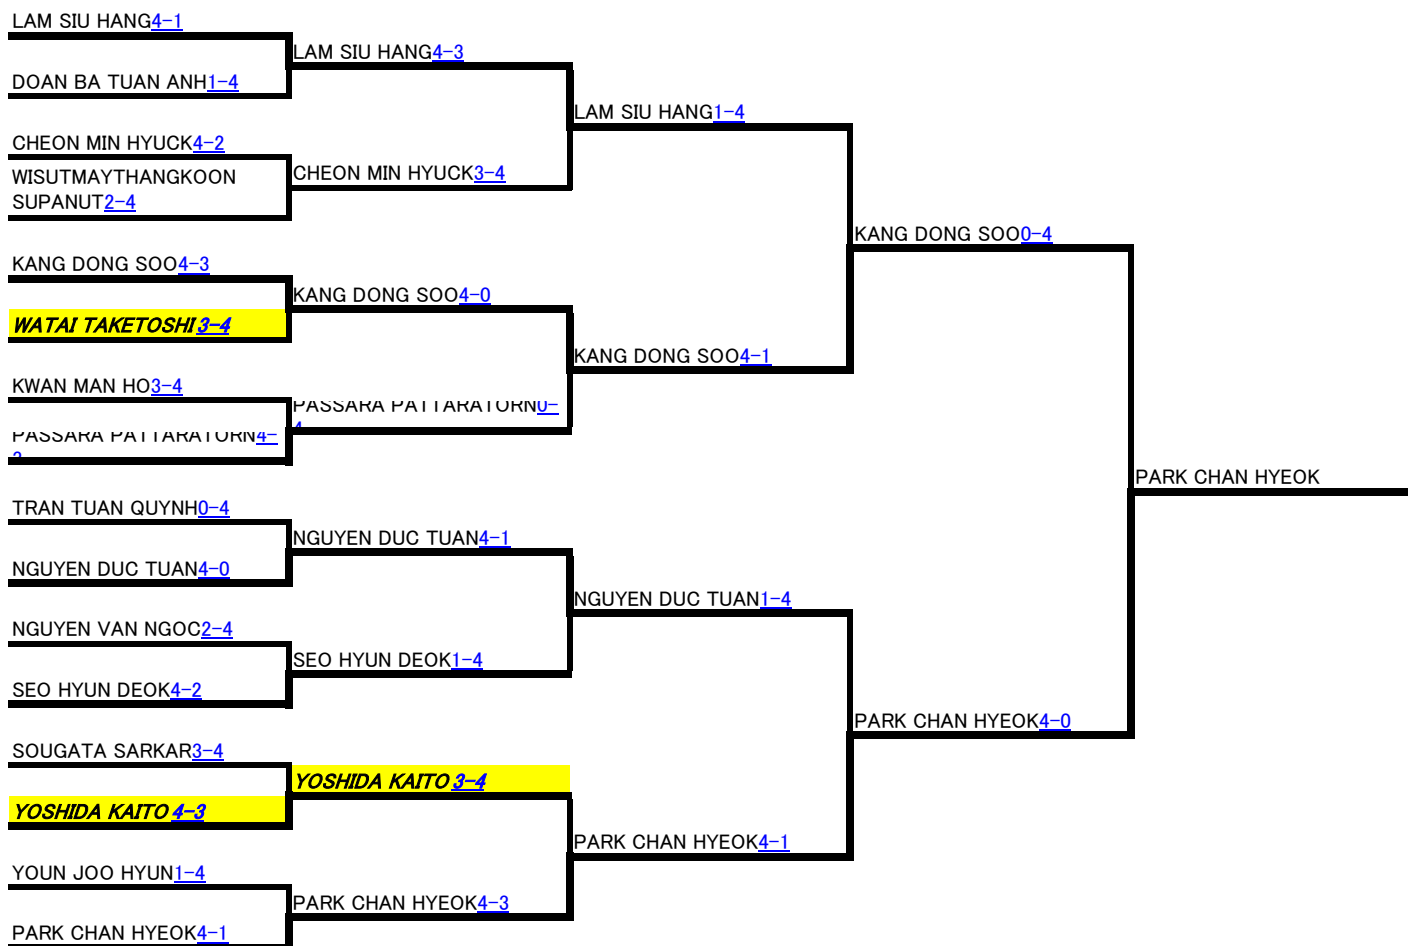 LAM SIU HANG4-1
DOAN BA TUAN ANH1-4
CHEON MIN HYUCK4-2
WISUTMAYTHANGKOON
SUPANUT2-4
KANG DONG SOO4-3
WATAI TAKETOSHI 3-4
KWAN MAN HO3-4
PASSARA PATTARATORN4-
TRAN TUAN QUYNH0-4
NGUYEN DUC TUAN4-0
NGUYEN VAN NGOC2-4
SEO HYUN DEOK4-2
SOUGATA SARKAR3-4
YOSHIDA KAITO 4-3
YOUN JOO HYUN1-4
PARK CHAN HYEOK4-1
LAM SIU HANG4-3
CHEON MIN HYUCK3-4
KANG DONG SOO4-0
PASSARA PATTARATORN0-
4
NGUYEN DUC TUAN4-1
SEO HYUN DEOK1-4
YOSHIDA KAITO 3-4
PARK CHAN HYEOK4-3
LAM SIU HANG1-4
KANG DONG SOO4-1
NGUYEN DUC TUAN1-4
PARK CHAN HYEOK4-1
KANG DONG SOO0-4
PARK CHAN HYEOK4-0
PARK CHAN HYEOK